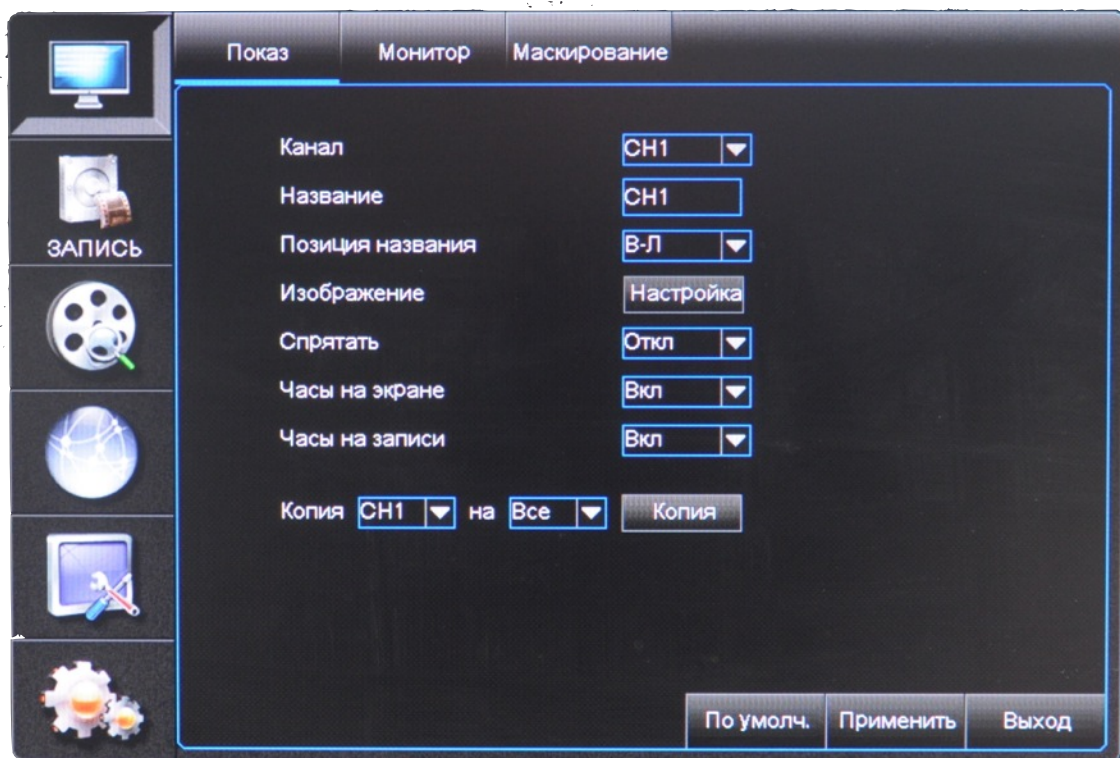 Показ Монитор Маскирование
Канал CH1
Название CH1
ЗАПИСЬ
Позиция названия В-Л
Изображение Настройка
Спрятать Откл
Часы на экране Вкл
Часы на записи Вкл
Копия CH1 на Все Копия
По умолч. Применить Выход